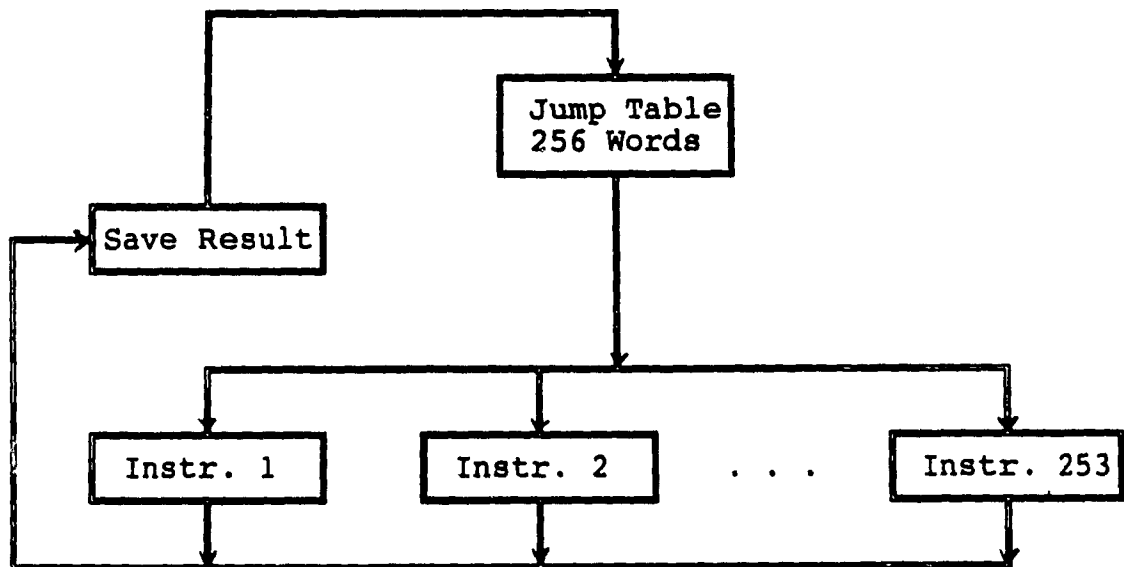 Jump Table
256 Words
Save Result
Instr. 1
Instr. 2
. . .
Instr. 253